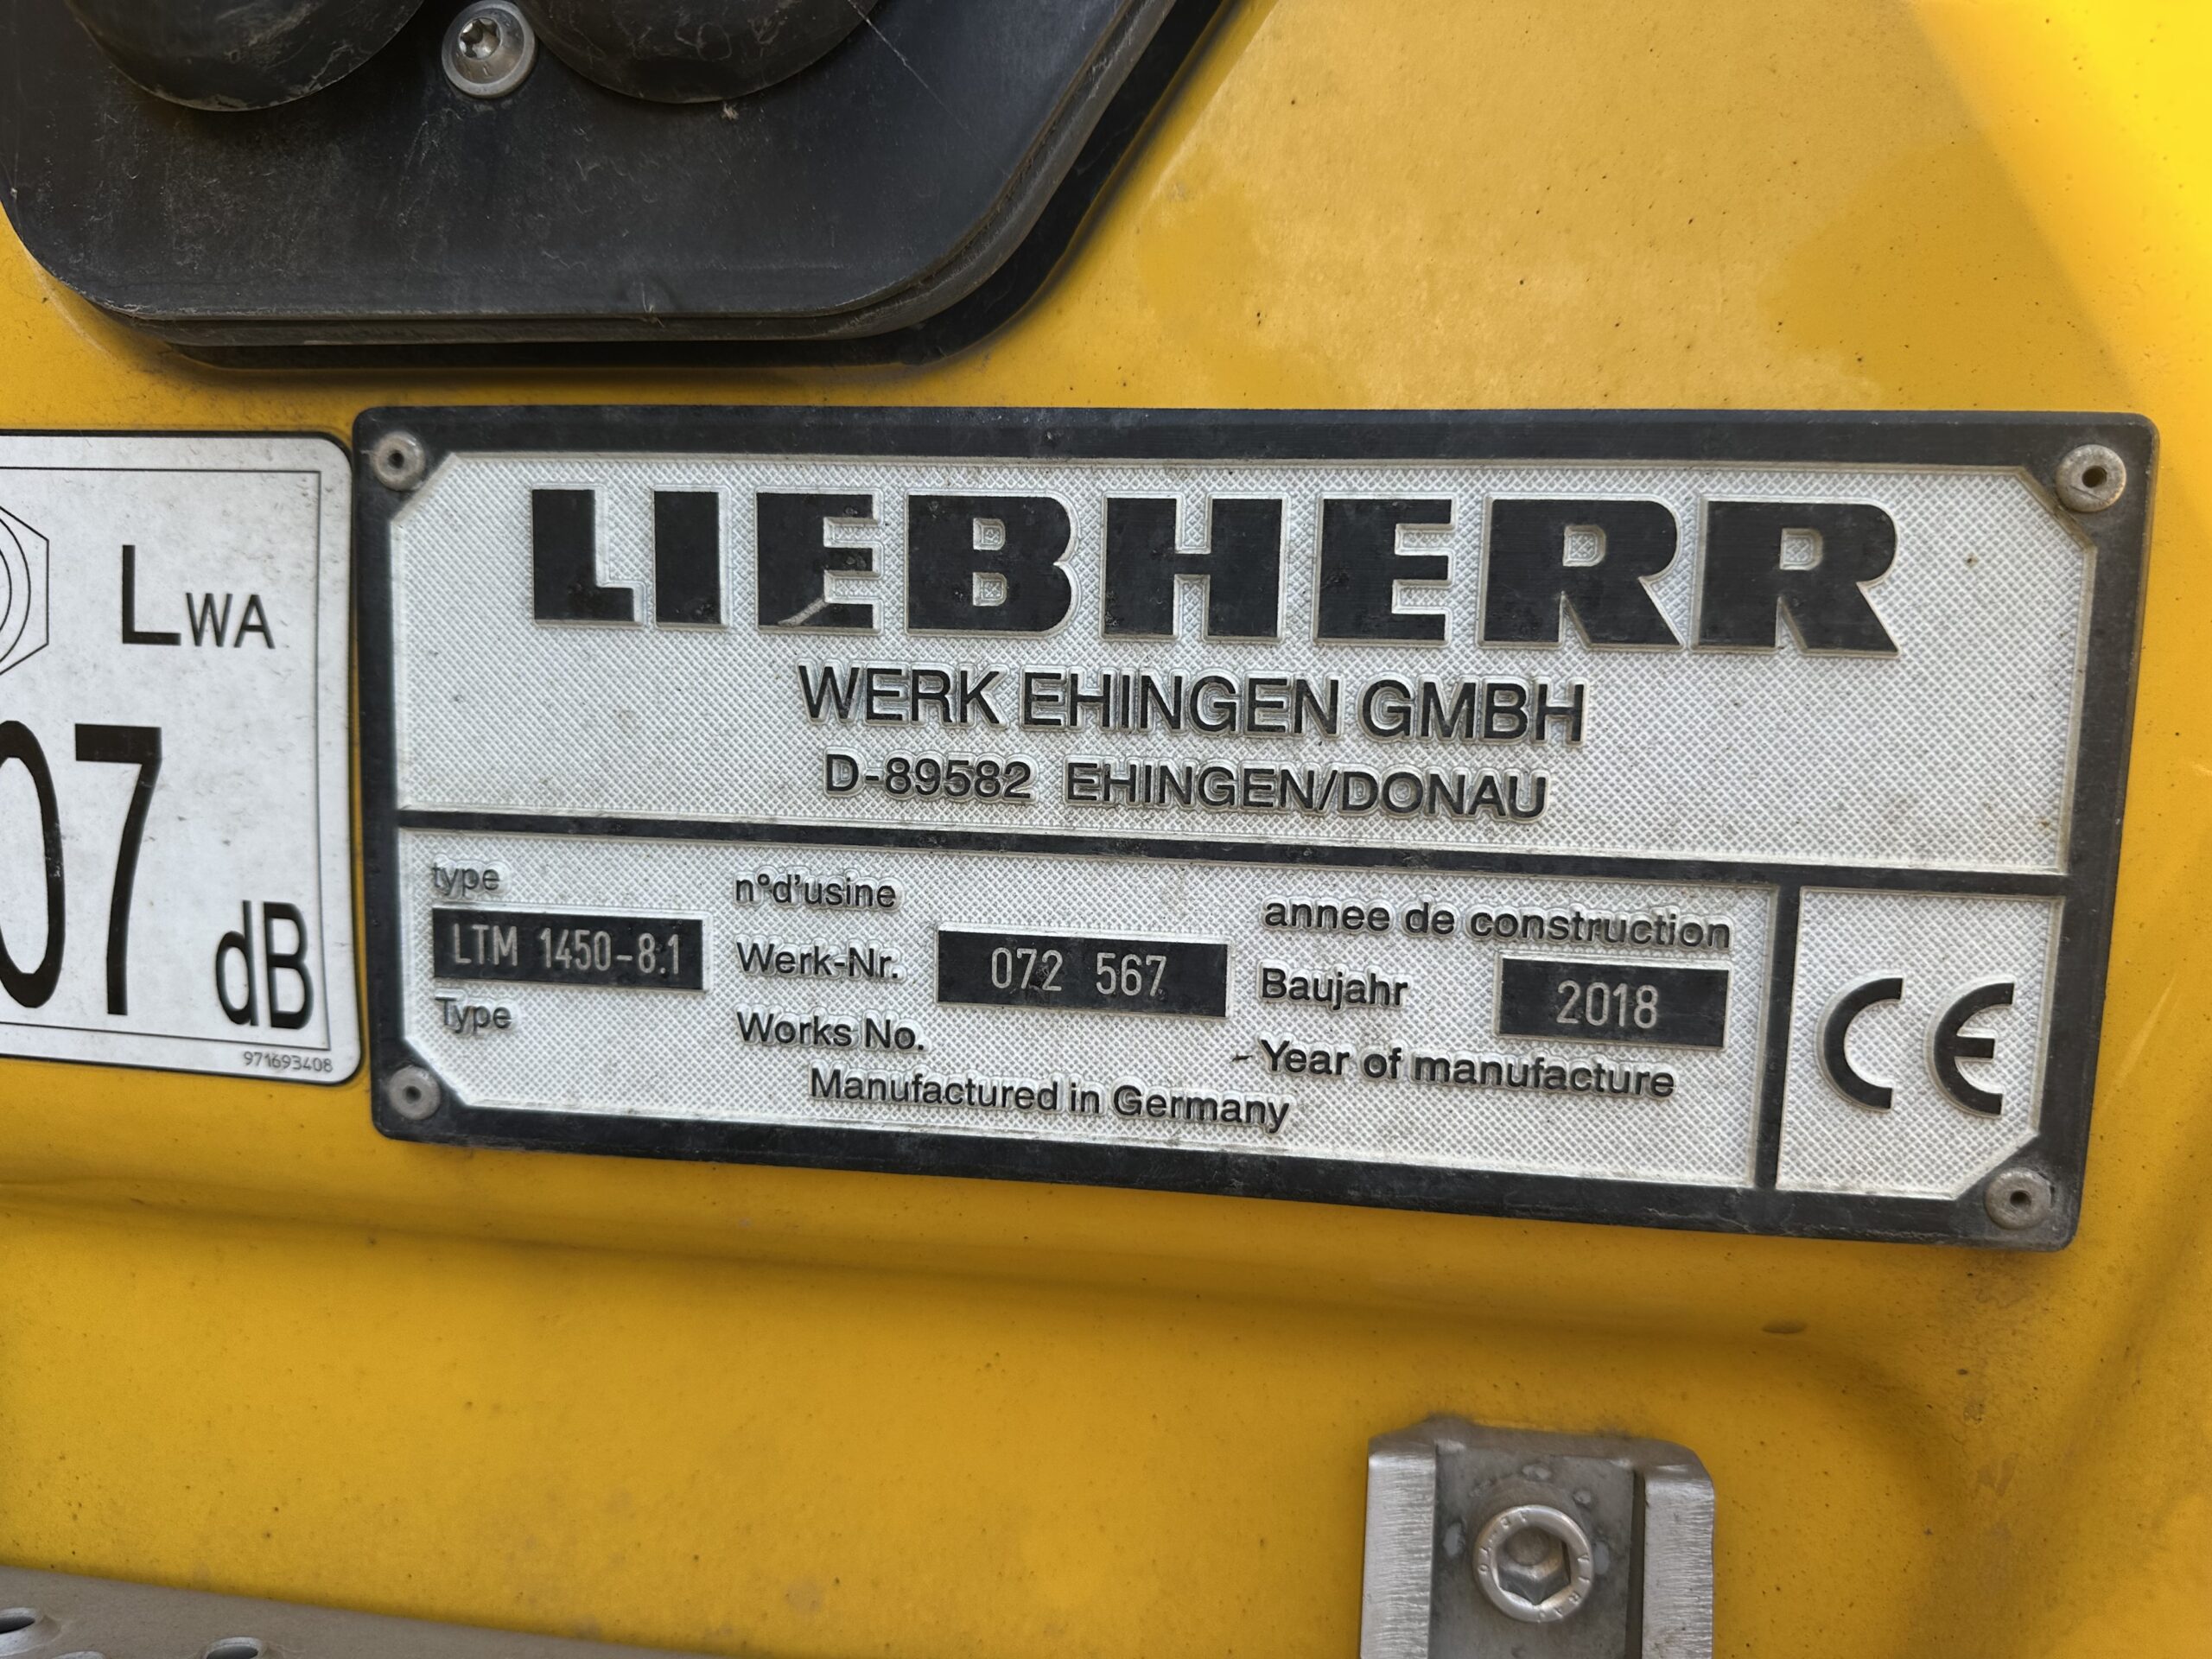 LIEBHERR
WERK EHINGEN GMBH
D-89582 EHINGEN/DONAU
type
LTM 1450-8.1
Type
n°d'usine
Werk-Nr. 072 567
Works No.
annee de construction
Baujahr 2018
Year of manufacture
Manufactured in Germany
CE
LWA
07
dB
971693408